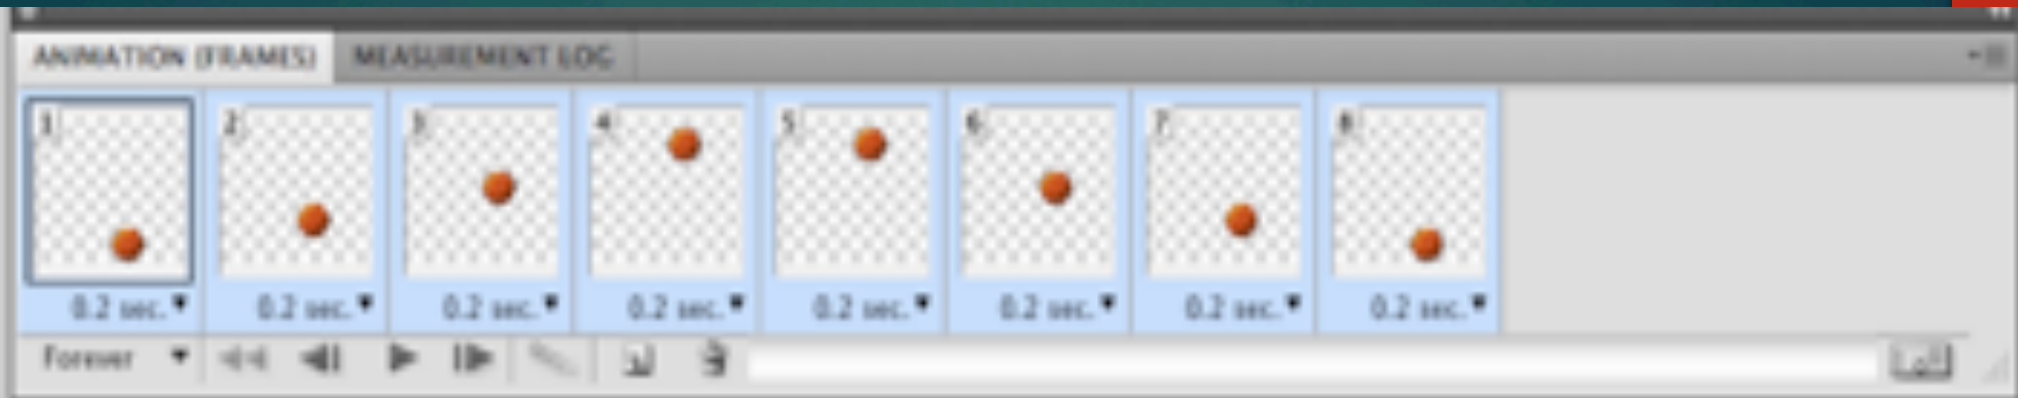 ANIMATION (FRAMES) MEASUREMENT LOG
1 2 3 4 5 6 7 8
0.2 sec. 0.2 sec. 0.2 sec. 0.2 sec. 0.2 sec. 0.2 sec. 0.2 sec. 0.2 sec.
Forever